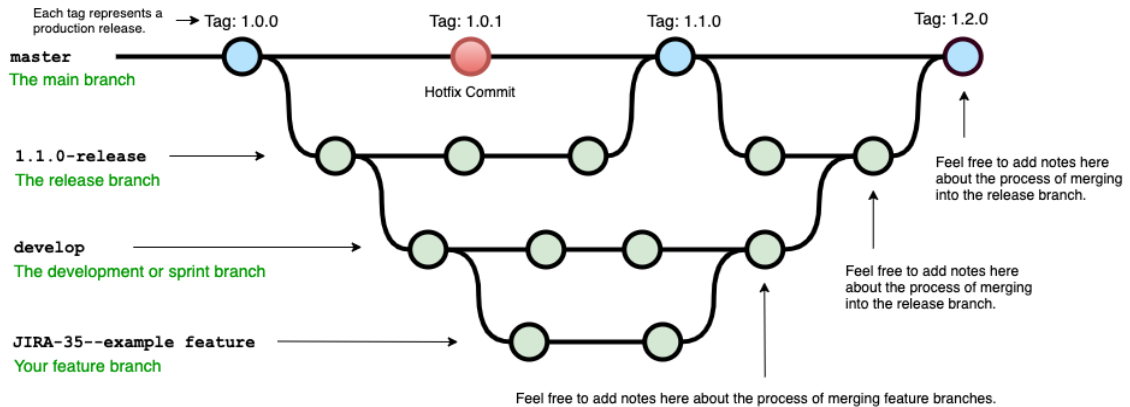 Each tag represents a
production release.
Tag: 1.0.0
Tag: 1.0.1
Tag: 1.1.0
Tag: 1.2.0
master
The main branch
Hotfix Commit
1.1.0-release
The release branch
Feel free to add notes here
about the process of merging
into the release branch.
develop
The development or sprint branch
Feel free to add notes here
about the process of merging
into the release branch.
JIRA-35--example feature
Your feature branch
Feel free to add notes here about the process of merging feature branches.